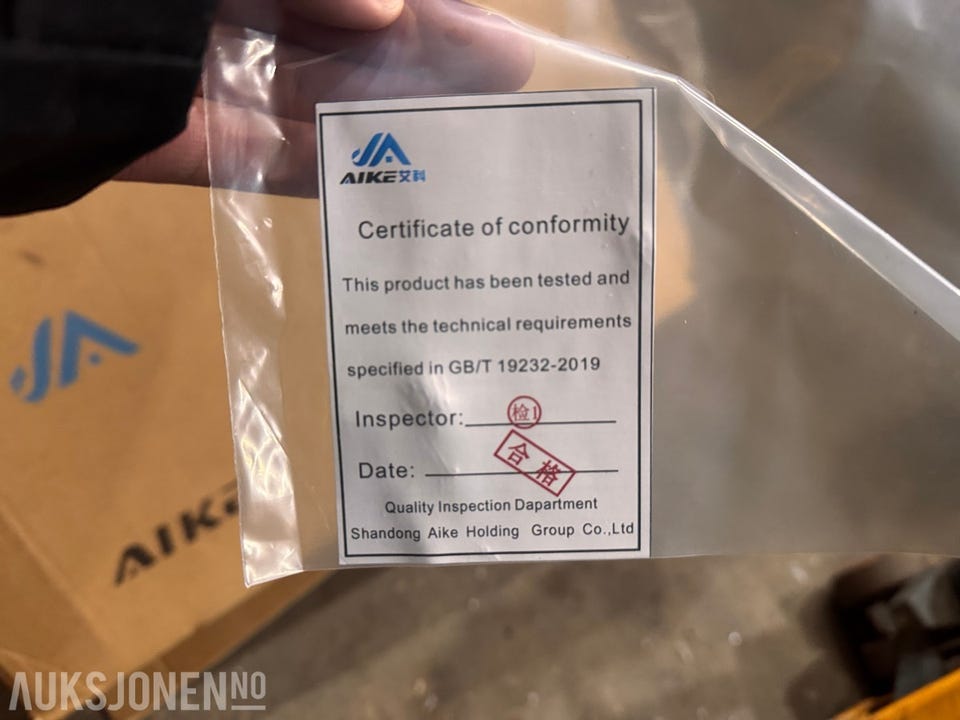 AIKE艾科
Certificate of conformity
This product has been tested and
meets the technical requirements
specified in GB/T 19232-2019
Inspector:
检1
合格
Date:
Quality Inspection Dapartment
Shandong Aike Holding Group Co.,Ltd
AIKE
AUKSJONEN.NO